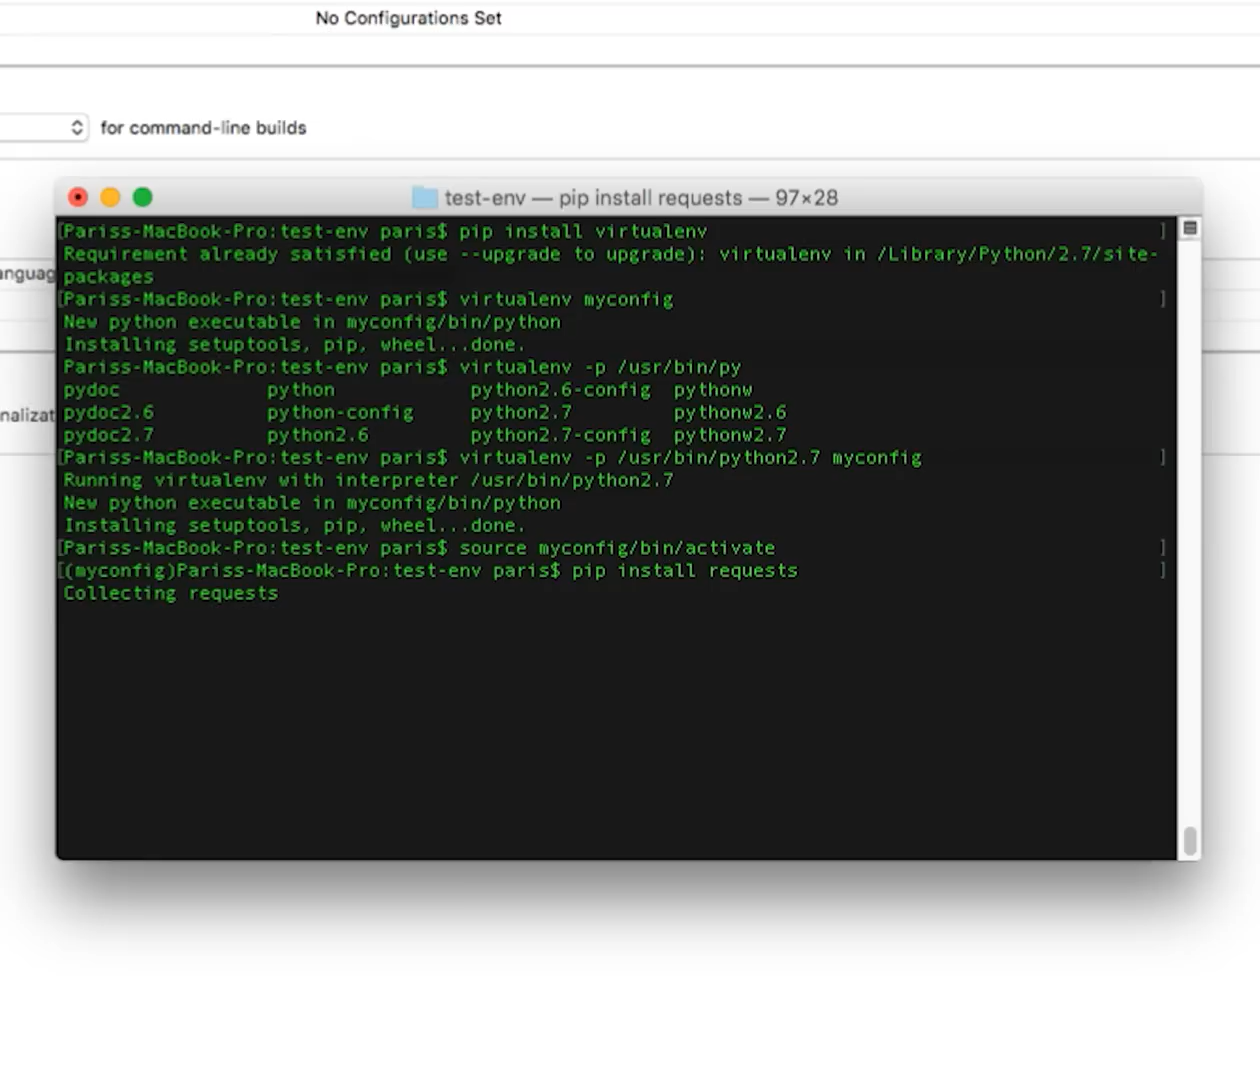 No Configurations Set
for command-line builds
test-env — pip install requests — 97×28
[Pariss-MacBook-Pro:test-env paris$ pip install virtualenv ]
Requirement already satisfied (use --upgrade to upgrade): virtualenv in /Library/Python/2.7/site-
packages
[Pariss-MacBook-Pro:test-env paris$ virtualenv myconfig ]
New python executable in myconfig/bin/python
Installing setuptools, pip, wheel...done.
Pariss-MacBook-Pro:test-env paris$ virtualenv -p /usr/bin/py
pydoc python python2.6-config pythonw
pydoc2.6 python-config python2.7 pythonw2.6
pydoc2.7 python2.6 python2.7-config pythonw2.7
[Pariss-MacBook-Pro:test-env paris$ virtualenv -p /usr/bin/python2.7 myconfig ]
Running virtualenv with interpreter /usr/bin/python2.7
New python executable in myconfig/bin/python
Installing setuptools, pip, wheel...done.
[Pariss-MacBook-Pro:test-env paris$ source myconfig/bin/activate ]
[(myconfig)Pariss-MacBook-Pro:test-env paris$ pip install requests ]
Collecting requests
anguag
nalizat